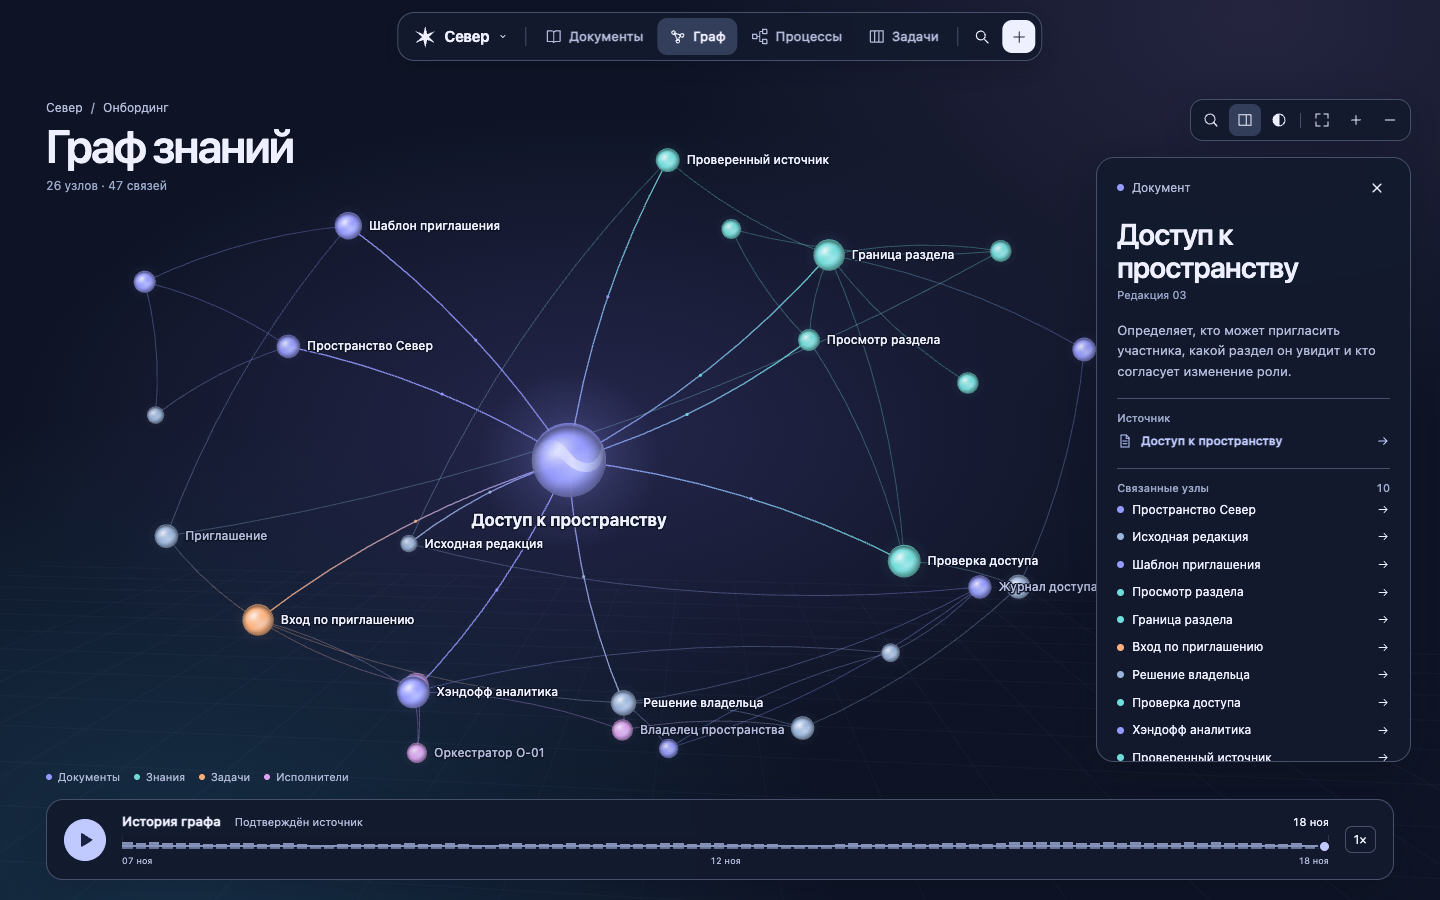 Север
Документы
Граф
Процессы
Задачи
Север / Онбординг
Граф знаний
26 узлов · 47 связей
Проверенный источник
Шаблон приглашения
Граница раздела
Пространство Север
Просмотр раздела
Доступ к пространству
Исходная редакция
Приглашение
Проверка доступа
Журнал доступа
Вход по приглашению
Хэндофф аналитика
Решение владельца
Владелец пространства
Оркестратор О-01
Документ
Доступ к
пространству
Редакция 03
Определяет, кто может пригласить
участника, какой раздел он увидит и кто
согласует изменение роли.
Источник
Доступ к пространству
Связанные узлы 10
Пространство Север
Исходная редакция
Шаблон приглашения
Просмотр раздела
Граница раздела
Вход по приглашению
Решение владельца
Проверка доступа
Хэндофф аналитика
Проверенный источник
Документы
Знания
Задачи
Исполнители
История графа Подтверждён источник 18 ноя
1×
07 ноя 12 ноя 18 ноя